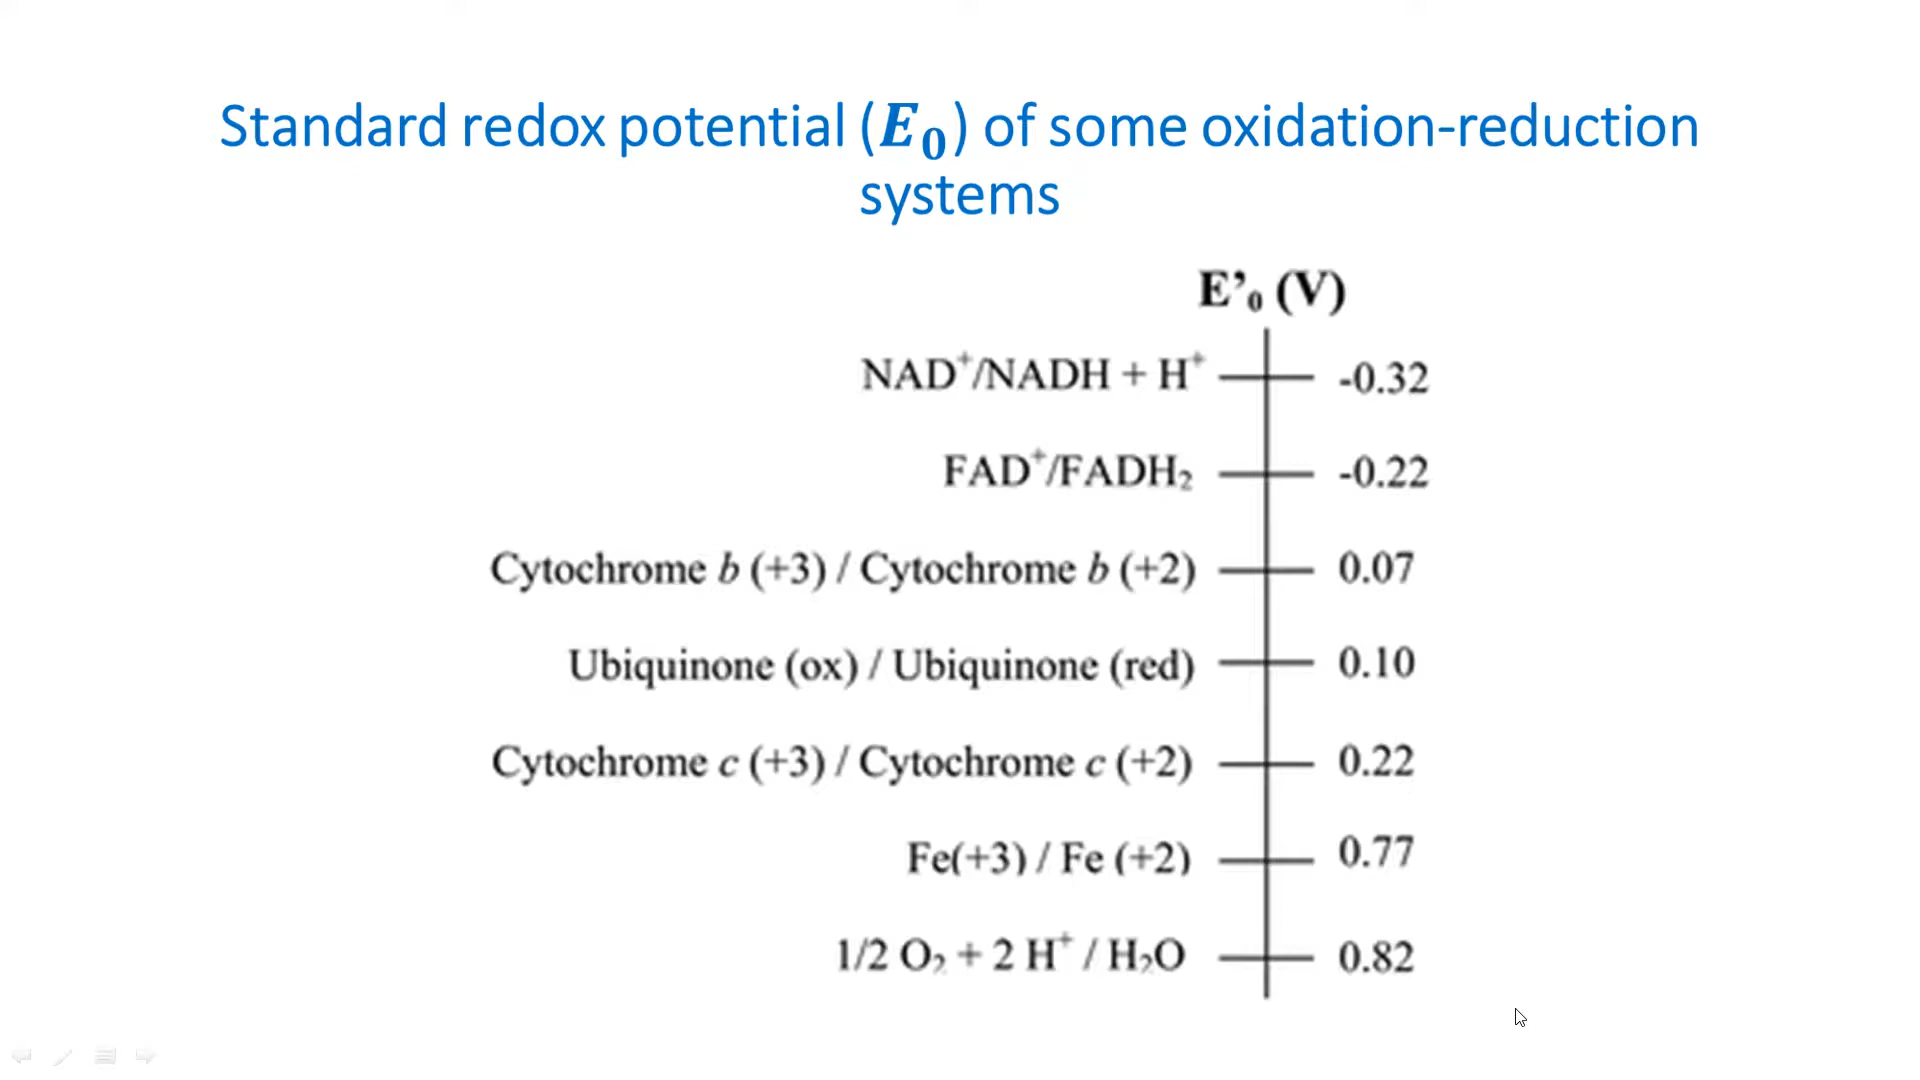 Standard redox potential (E₀) of some oxidation-reduction
systems
E’₀ (V)
NAD⁺/NADH + H⁺ -0.32
FAD⁺/FADH₂ -0.22
Cytochrome b (+3) / Cytochrome b (+2) 0.07
Ubiquinone (ox) / Ubiquinone (red) 0.10
Cytochrome c (+3) / Cytochrome c (+2) 0.22
Fe(+3) / Fe (+2) 0.77
1/2 O₂ + 2 H⁺ / H₂O 0.82